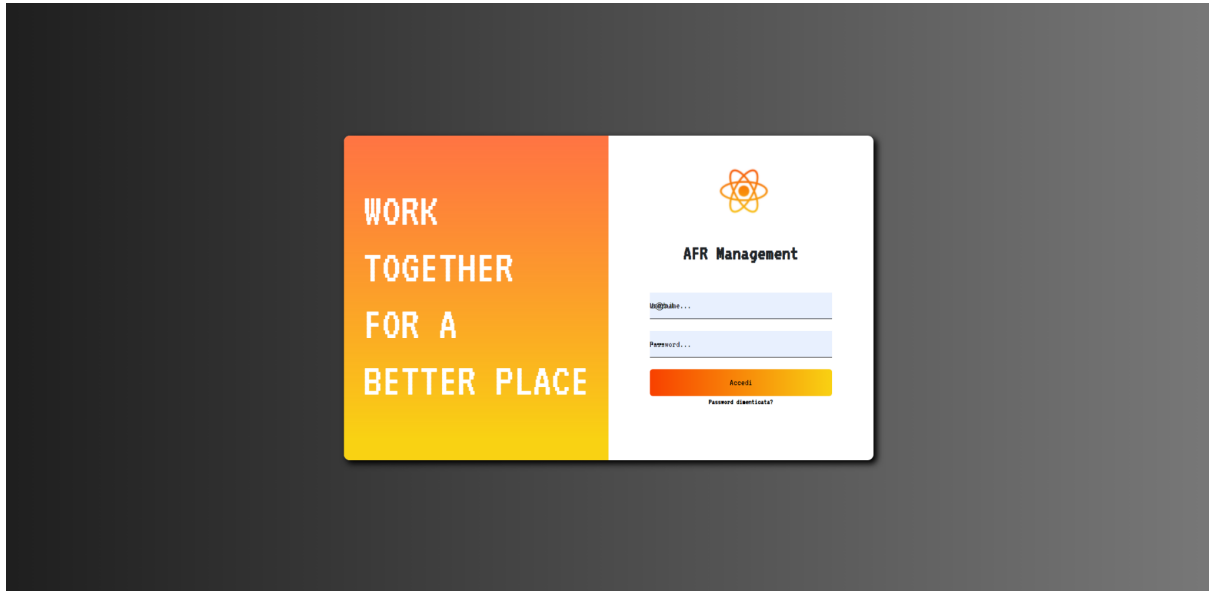 WORK
TOGETHER
FOR A
BETTER PLACE
AFR Management
Password...
Accedi
Password dimenticata?